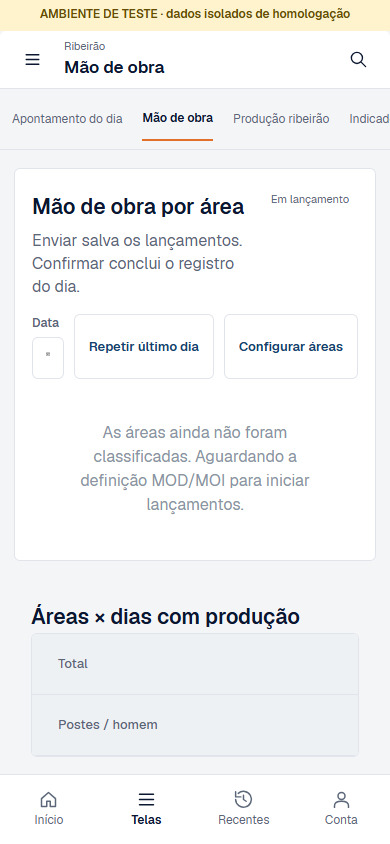 AMBIENTE DE TESTE · dados isolados de homologação
Ribeirão
Mão de obra
Apontamento do dia
Mão de obra
Produção ribeirão
Indicad
Mão de obra por área
Em lançamento
Enviar salva os lançamentos.
Confirmar conclui o registro
do dia.
Data
Repetir último dia
Configurar áreas
As áreas ainda não foram
classificadas. Aguardando a
definição MOD/MOI para iniciar
lançamentos.
Áreas × dias com produção
Total
Postes / homem
Início
Telas
Recentes
Conta